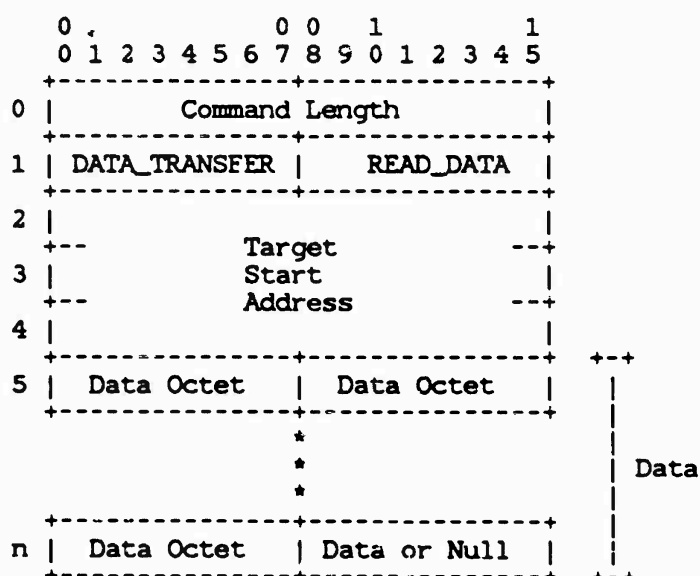 0 0 0 1 1
0 1 2 3 4 5 6 7 8 9 0 1 2 3 4 5
0 Command Length
1 DATA_TRANSFER READ_DATA
2
Target
3 Start
Address
4
5 Data Octet Data Octet
*
*
Data
*
n Data Octet Data or Null